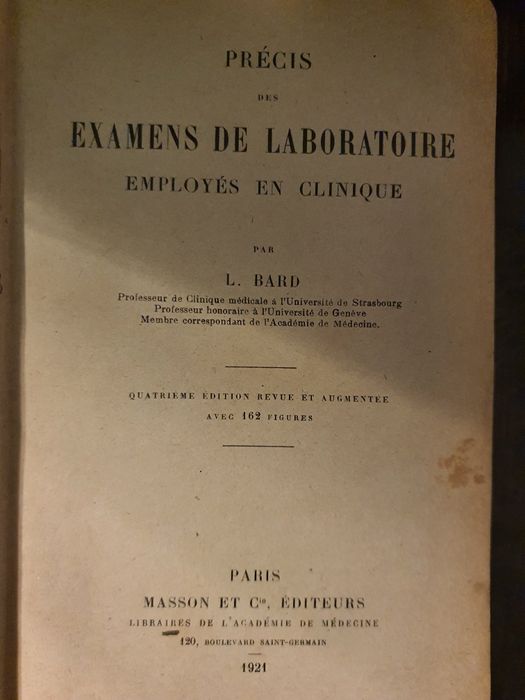 PRÉCIS
DES
EXAMENS DE LABORATOIRE
EMPLOYÉS EN CLINIQUE
PAR
L. BARD
Professeur de Clinique médicale à l'Université de Strasbourg
Professeur honoraire à l'Université de Genève
Membre correspondant de l'Académie de Médecine.
QUATRIÈME ÉDITION REVUE ET AUGMENTÉE
AVEC 162 FIGURES
PARIS
MASSON ET Cie, ÉDITEURS
LIBRAIRES DE L'ACADÉMIE DE MÉDECINE
120, BOULEVARD SAINT-GERMAIN
1921